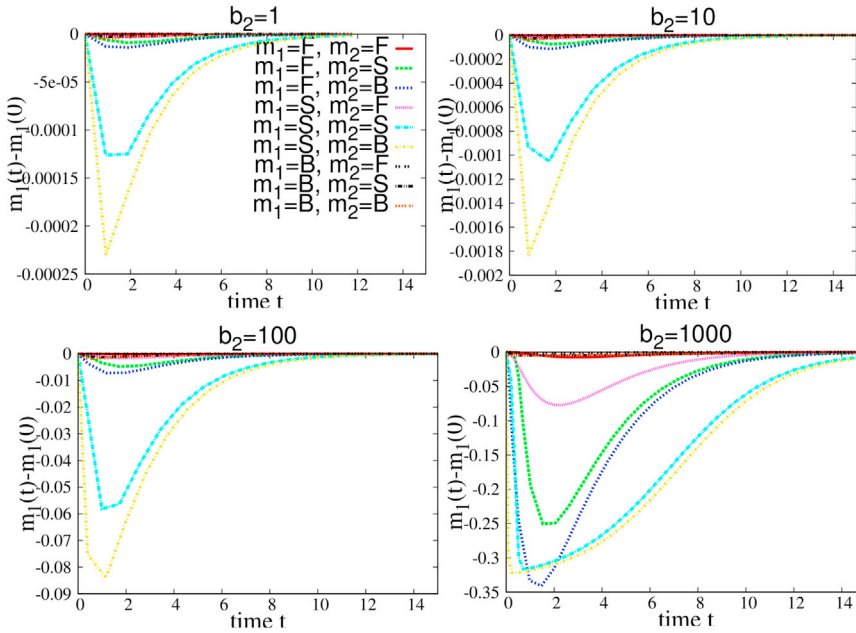 b2=1
0
-5e-05
-0.0001
-0.00015
-0.0002
-0.00025
m1(t)-m1(0)
m1=F, m2=F
m1=F, m2=S
m1=F, m2=B
m1=S, m2=F
m1=S, m2=S
m1=S, m2=B
m1=B, m2=F
m1=B, m2=S
m1=B, m2=B
0 2 4 6 8 10 12 14
time t
b2=10
0
-0.0002
-0.0004
-0.0006
-0.0008
-0.001
-0.0012
-0.0014
-0.0016
-0.0018
-0.002
m1(t)-m1(0)
0 2 4 6 8 10 12 14
time t
b2=100
0
-0.01
-0.02
-0.03
-0.04
-0.05
-0.06
-0.07
-0.08
-0.09
m1(t)-m1(0)
0 2 4 6 8 10 12 14
time t
b2=1000
0
-0.05
-0.1
-0.15
-0.2
-0.25
-0.3
-0.35
m1(t)-m1(0)
0 2 4 6 8 10 12 14
time t